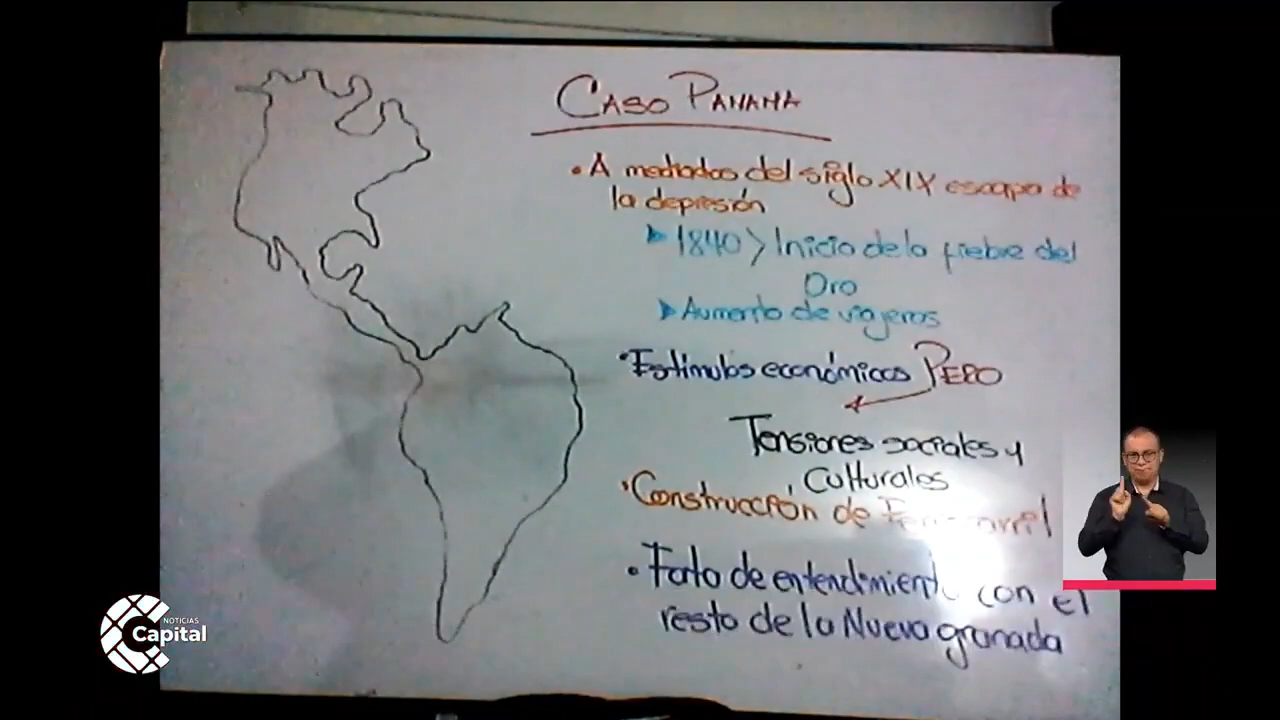 CASO PANAMA
• A mediados del siglo XIX escapa de
la depresión
1840 > Inicio de la fiebre del
Oro
Aumento de viajeros
• Estímulos económicos PERO
Tensiones sociales y
Culturales
• Construcción de Ferrocarril
• Falta de entendimiento con el
resto de la Nueva granada
NOTICIAS
Capital